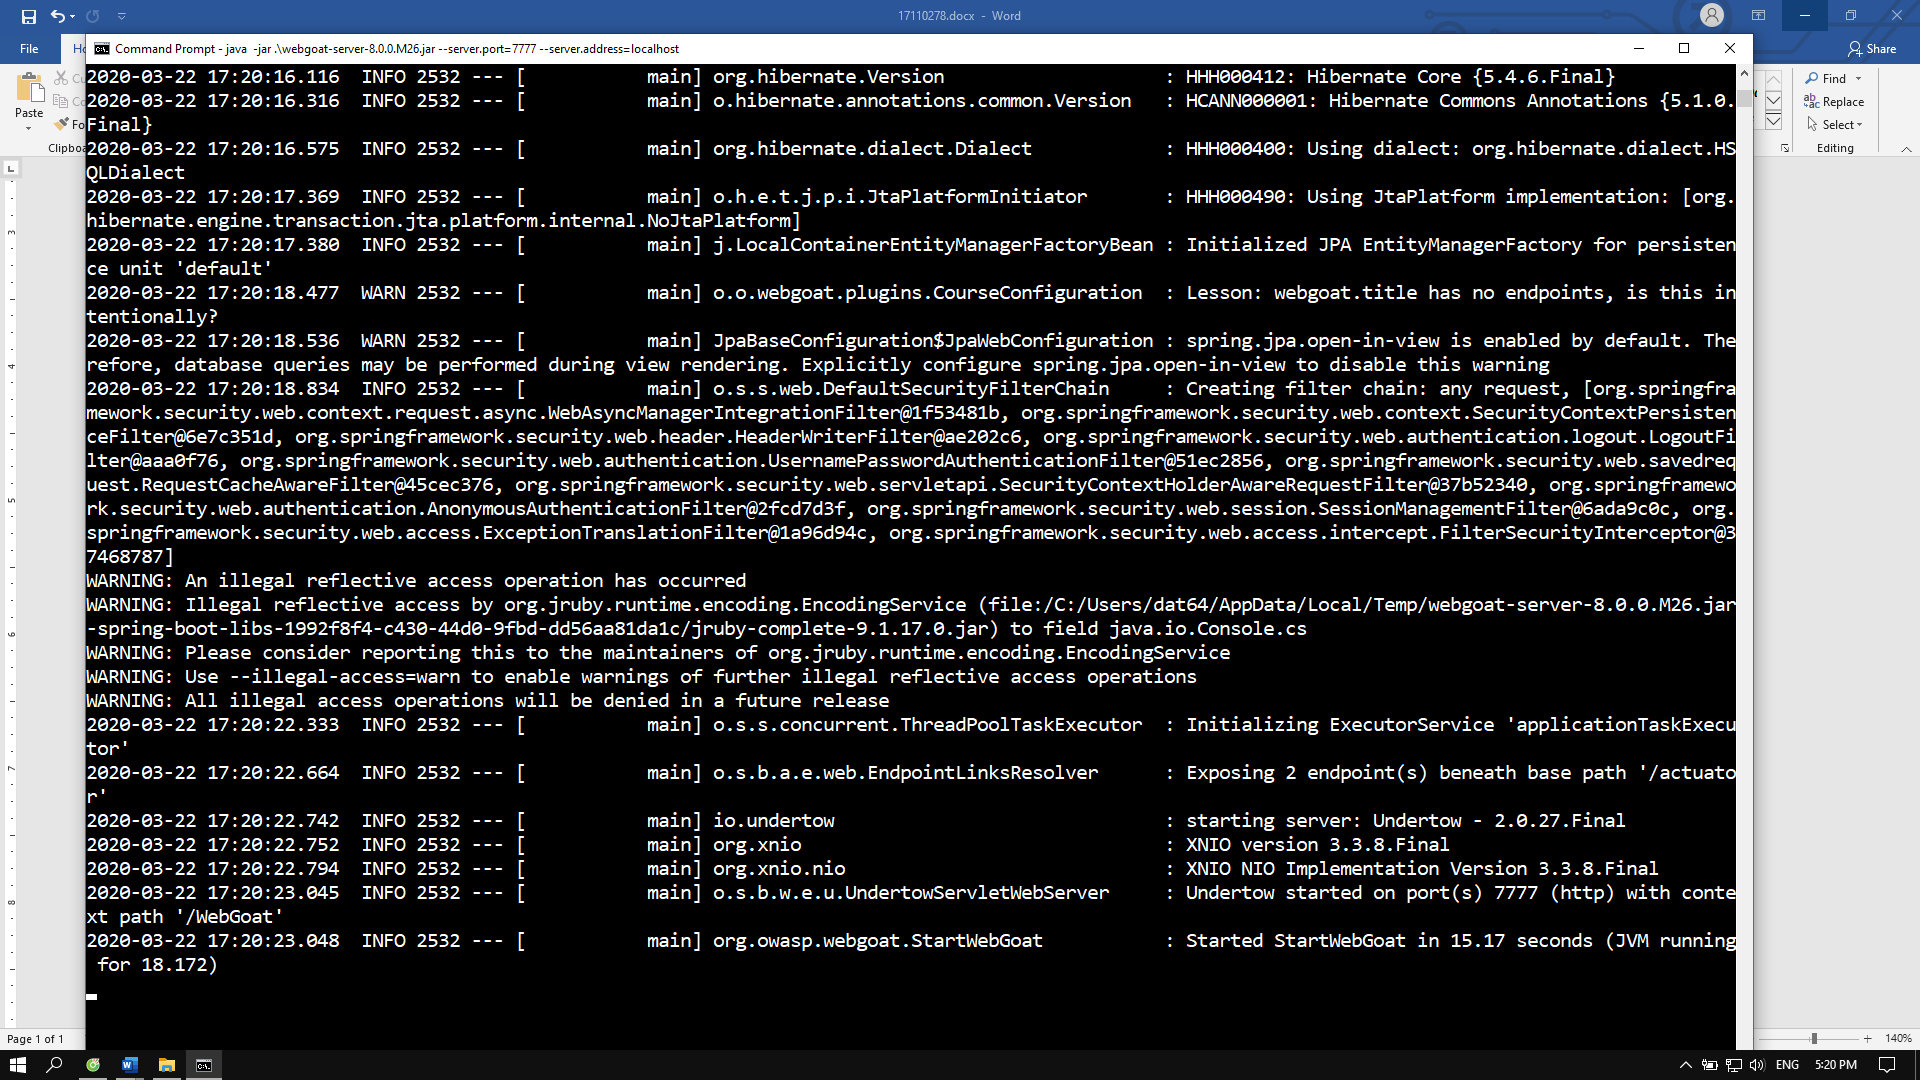 17110278.docx - Word
File
Share
Command Prompt - java -jar .\webgoat-server-8.0.0.M26.jar --server.port=7777 --server.address=localhost
Paste
Clipboa
Find
Replace
Select
Editing
2020-03-22 17:20:16.116  INFO 2532 --- [           main] org.hibernate.Version                    : HHH000412: Hibernate Core {5.4.6.Final}
2020-03-22 17:20:16.316  INFO 2532 --- [           main] o.hibernate.annotations.common.Version   : HCANN000001: Hibernate Commons Annotations {5.1.0.
Final}
2020-03-22 17:20:16.575  INFO 2532 --- [           main] org.hibernate.dialect.Dialect            : HHH000400: Using dialect: org.hibernate.dialect.HS
QLDialect
2020-03-22 17:20:17.369  INFO 2532 --- [           main] o.h.e.t.j.p.i.JtaPlatformInitiator       : HHH000490: Using JtaPlatform implementation: [org.
hibernate.engine.transaction.jta.platform.internal.NoJtaPlatform]
2020-03-22 17:20:17.380  INFO 2532 --- [           main] j.LocalContainerEntityManagerFactoryBean : Initialized JPA EntityManagerFactory for persisten
ce unit 'default'
2020-03-22 17:20:18.477  WARN 2532 --- [           main] o.o.webgoat.plugins.CourseConfiguration  : Lesson: webgoat.title has no endpoints, is this in
tentionally?
2020-03-22 17:20:18.536  WARN 2532 --- [           main] JpaBaseConfiguration$JpaWebConfiguration : spring.jpa.open-in-view is enabled by default. The
refore, database queries may be performed during view rendering. Explicitly configure spring.jpa.open-in-view to disable this warning
2020-03-22 17:20:18.834  INFO 2532 --- [           main] o.s.s.web.DefaultSecurityFilterChain     : Creating filter chain: any request, [org.springfra
mework.security.web.context.request.async.WebAsyncManagerIntegrationFilter@1f53481b, org.springframework.security.web.context.SecurityContextPersisten
ceFilter@6e7c351d, org.springframework.security.web.header.HeaderWriterFilter@ae202c6, org.springframework.security.web.authentication.logout.LogoutFi
lter@aaa0f76, org.springframework.security.web.authentication.UsernamePasswordAuthenticationFilter@51ec2856, org.springframework.security.web.savedreq
uest.RequestCacheAwareFilter@45cec376, org.springframework.security.web.servletapi.SecurityContextHolderAwareRequestFilter@37b52340, org.springframewo
rk.security.web.authentication.AnonymousAuthenticationFilter@2fcd7d3f, org.springframework.security.web.session.SessionManagementFilter@6ada9c0c, org.
springframework.security.web.access.ExceptionTranslationFilter@1a96d94c, org.springframework.security.web.access.intercept.FilterSecurityInterceptor@3
7468787]
WARNING: An illegal reflective access operation has occurred
WARNING: Illegal reflective access by org.jruby.runtime.encoding.EncodingService (file:/C:/Users/dat64/AppData/Local/Temp/webgoat-server-8.0.0.M26.jar
-spring-boot-libs-1992f8f4-c430-44d0-9fbd-dd56aa81da1c/jruby-complete-9.1.17.0.jar) to field java.io.Console.cs
WARNING: Please consider reporting this to the maintainers of org.jruby.runtime.encoding.EncodingService
WARNING: Use --illegal-access=warn to enable warnings of further illegal reflective access operations
WARNING: All illegal access operations will be denied in a future release
2020-03-22 17:20:22.333  INFO 2532 --- [           main] o.s.s.concurrent.ThreadPoolTaskExecutor  : Initializing ExecutorService 'applicationTaskExecu
tor'
2020-03-22 17:20:22.664  INFO 2532 --- [           main] o.s.b.a.e.web.EndpointLinksResolver      : Exposing 2 endpoint(s) beneath base path '/actuato
r'
2020-03-22 17:20:22.742  INFO 2532 --- [           main] io.undertow                              : starting server: Undertow - 2.0.27.Final
2020-03-22 17:20:22.752  INFO 2532 --- [           main] org.xnio                                 : XNIO version 3.3.8.Final
2020-03-22 17:20:22.794  INFO 2532 --- [           main] org.xnio.nio                             : XNIO NIO Implementation Version 3.3.8.Final
2020-03-22 17:20:23.045  INFO 2532 --- [           main] o.s.b.w.e.u.UndertowServletWebServer     : Undertow started on port(s) 7777 (http) with conte
xt path '/WebGoat'
2020-03-22 17:20:23.048  INFO 2532 --- [           main] org.owasp.webgoat.StartWebGoat           : Started StartWebGoat in 15.17 seconds (JVM running
 for 18.172)
Page 1 of 1
140%
ENG
5:20 PM